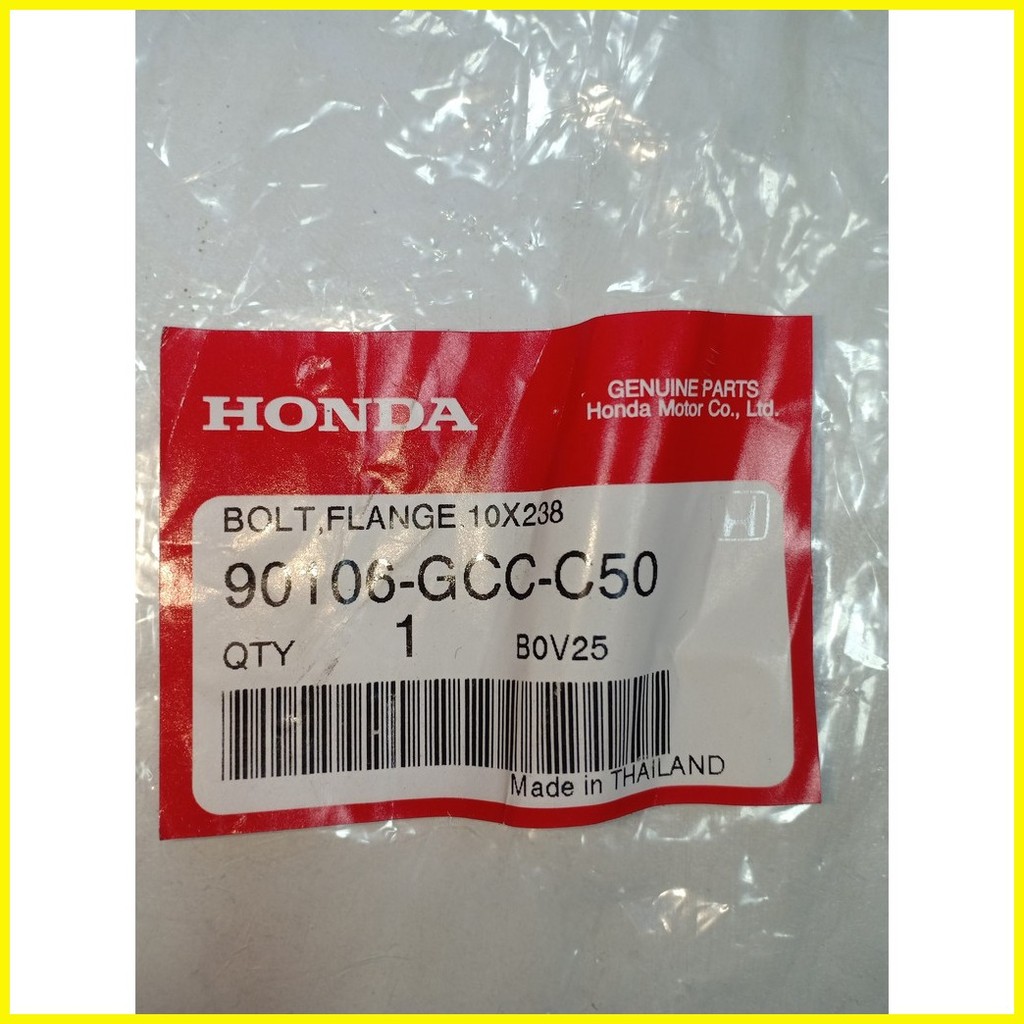 HONDA
GENUINE PARTS
Honda Motor Co., Ltd.
BOLT,FLANGE,10X238
90106-GCC-C50
QTY 1 B0V25
Made in THAILAND